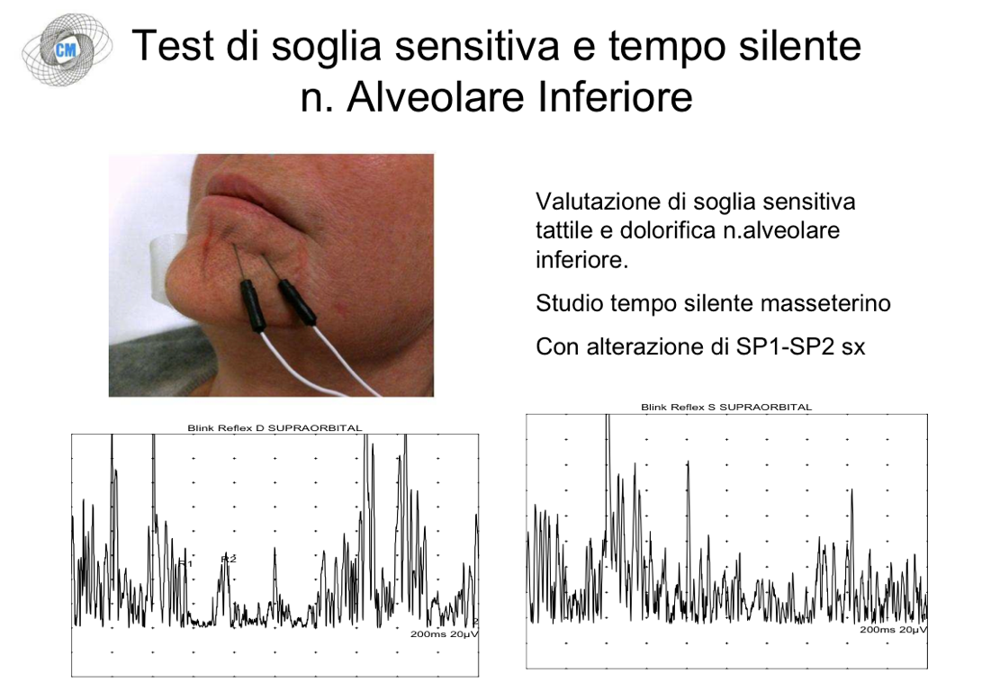 CM
Test di soglia sensitiva e tempo silente
n. Alveolare Inferiore
Valutazione di soglia sensitiva
tattile e dolorifica n.alveolare
inferiore.
Studio tempo silente masseterino
Con alterazione di SP1-SP2 sx
Blink Reflex D SUPRAORBITAL
R1
R2
2
200ms 20µV
Blink Reflex S SUPRAORBITAL
200ms 20µV